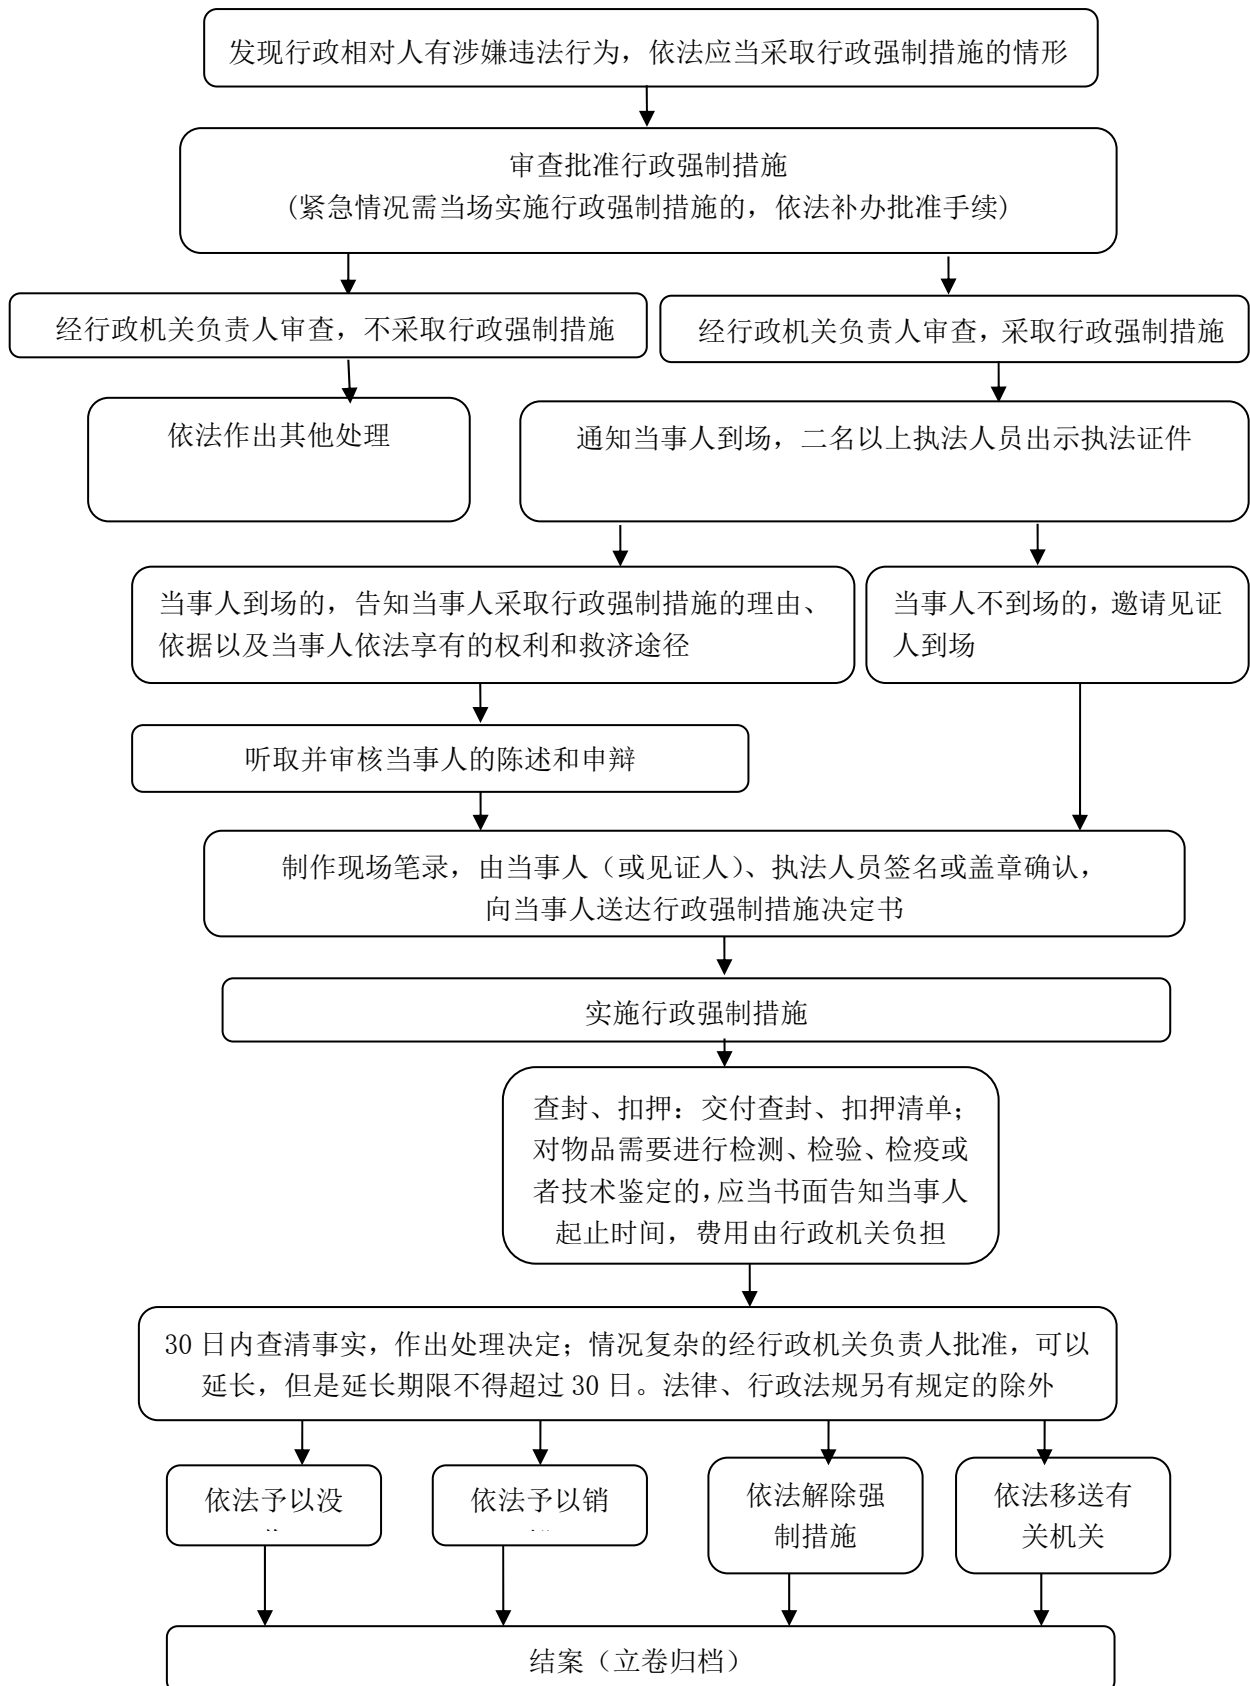 发现行政相对人有涉嫌违法行为，依法应当采取行政强制措施的情形
审查批准行政强制措施
(紧急情况需当场实施行政强制措施的，依法补办批准手续)
经行政机关负责人审查，不采取行政强制措施
经行政机关负责人审查，采取行政强制措施
依法作出其他处理
通知当事人到场，二名以上执法人员出示执法证件
当事人到场的，告知当事人采取行政强制措施的理由、
依据以及当事人依法享有的权利和救济途径
当事人不到场的，邀请见证
人到场
听取并审核当事人的陈述和申辩
制作现场笔录，由当事人（或见证人）、执法人员签名或盖章确认，
向当事人送达行政强制措施决定书
实施行政强制措施
查封、扣押：交付查封、扣押清单；
对物品需要进行检测、检验、检疫或
者技术鉴定的，应当书面告知当事人
起止时间，费用由行政机关负担
30 日内查清事实，作出处理决定；情况复杂的经行政机关负责人批准，可以
延长，但是延长期限不得超过 30 日。法律、行政法规另有规定的除外
依法予以没
依法予以销
依法解除强
制措施
依法移送有
关机关
结案（立卷归档）